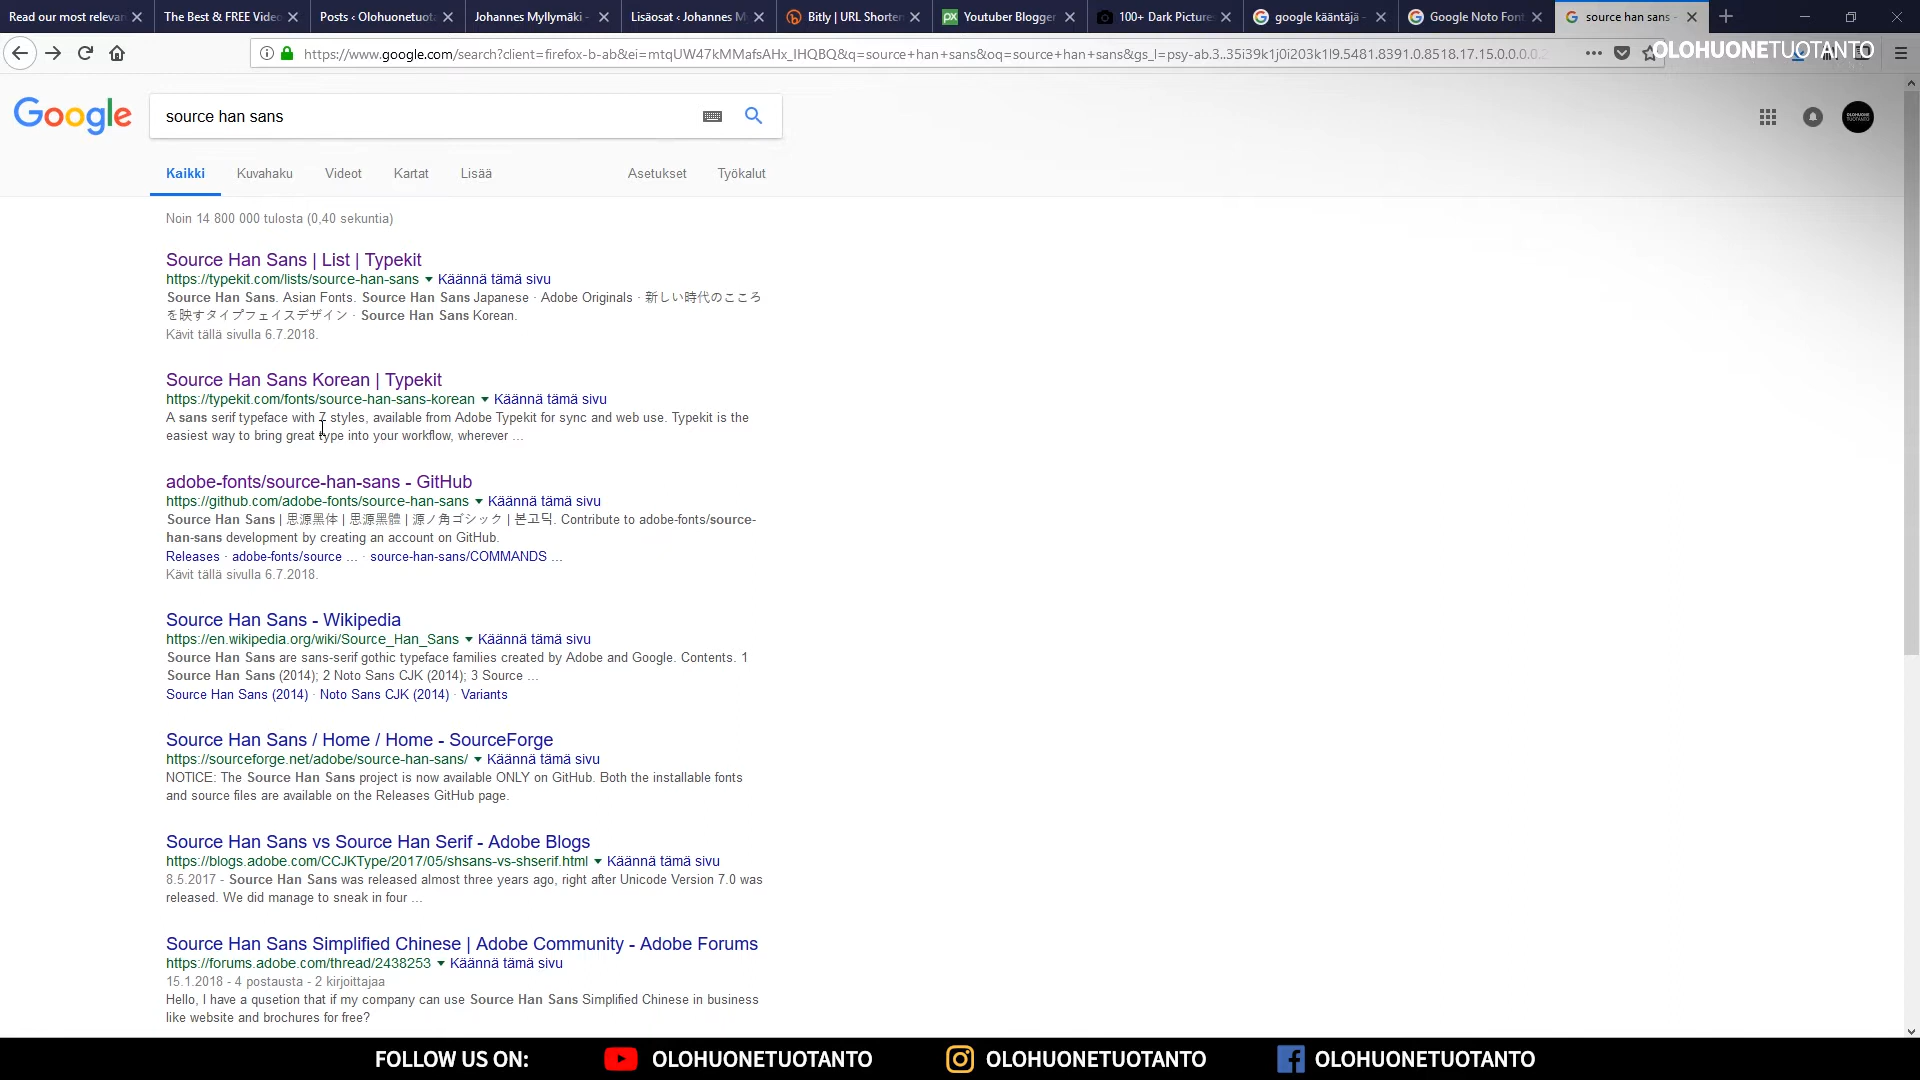 Read our most relevan
The Best & FREE Vide
Posts ‹ Olohuonetuot
Johannes Myllymäki -
Lisäosat ‹ Johannes M
Bitly | URL Shorten
Youtuber Blogger
100+ Dark Picture
google kääntäjä -
Google Noto Font
source han sans -
https://www.google.com/search?client=firefox-b-ab&ei=mtqUW47kMMafsAHx_IHQBQ&q=source+han+sans&oq=source+han+sans&gs_l=psy-ab.3..35i39k1j0i203k1l9.5481.8391.0.8518.17.15.0.0.0.0.2
OLOHUONETUOTANTO
Google
source han sans
Kaikki
Kuvahaku
Videot
Kartat
Lisää
Asetukset
Työkalut
Noin 14 800 000 tulosta (0,40 sekuntia)
Source Han Sans | List | Typekit
https://typekit.com/lists/source-han-sans ▾ Käännä tämä sivu
Source Han Sans. Asian Fonts. Source Han Sans Japanese · Adobe Originals · 新しい時代のこころ
を映すタイプフェイスデザイン · Source Han Sans Korean.
Kävit tällä sivulla 6.7.2018.
Source Han Sans Korean | Typekit
https://typekit.com/fonts/source-han-sans-korean ▾ Käännä tämä sivu
A sans serif typeface with 7 styles, available from Adobe Typekit for sync and web use. Typekit is the
easiest way to bring great type into your workflow, wherever ...
adobe-fonts/source-han-sans - GitHub
https://github.com/adobe-fonts/source-han-sans ▾ Käännä tämä sivu
Source Han Sans | 思源黑体 | 思源黑體 | 源ノ角ゴシック | 본고딕. Contribute to adobe-fonts/source-
han-sans development by creating an account on GitHub.
Releases · adobe-fonts/source ... · source-han-sans/COMMANDS ...
Kävit tällä sivulla 6.7.2018.
Source Han Sans - Wikipedia
https://en.wikipedia.org/wiki/Source_Han_Sans ▾ Käännä tämä sivu
Source Han Sans are sans-serif gothic typeface families created by Adobe and Google. Contents. 1
Source Han Sans (2014); 2 Noto Sans CJK (2014); 3 Source ...
Source Han Sans (2014) · Noto Sans CJK (2014) · Variants
Source Han Sans / Home / Home - SourceForge
https://sourceforge.net/adobe/source-han-sans/ ▾ Käännä tämä sivu
NOTICE: The Source Han Sans project is now available ONLY on GitHub. Both the installable fonts
and source files are available on the Releases GitHub page.
Source Han Sans vs Source Han Serif - Adobe Blogs
https://blogs.adobe.com/CCJKType/2017/05/shsans-vs-shserif.html ▾ Käännä tämä sivu
8.5.2017 - Source Han Sans was released almost three years ago, right after Unicode Version 7.0 was
released. We did manage to sneak in four ...
Source Han Sans Simplified Chinese | Adobe Community - Adobe Forums
https://forums.adobe.com/thread/2438253 ▾ Käännä tämä sivu
15.1.2018 - 4 postausta - 2 kirjoittajaa
Hello, I have a qusetion that if my company can use Source Han Sans Simplified Chinese in business
like website and brochures for free?
FOLLOW US ON:
OLOHUONETUOTANTO
OLOHUONETUOTANTO
OLOHUONETUOTANTO